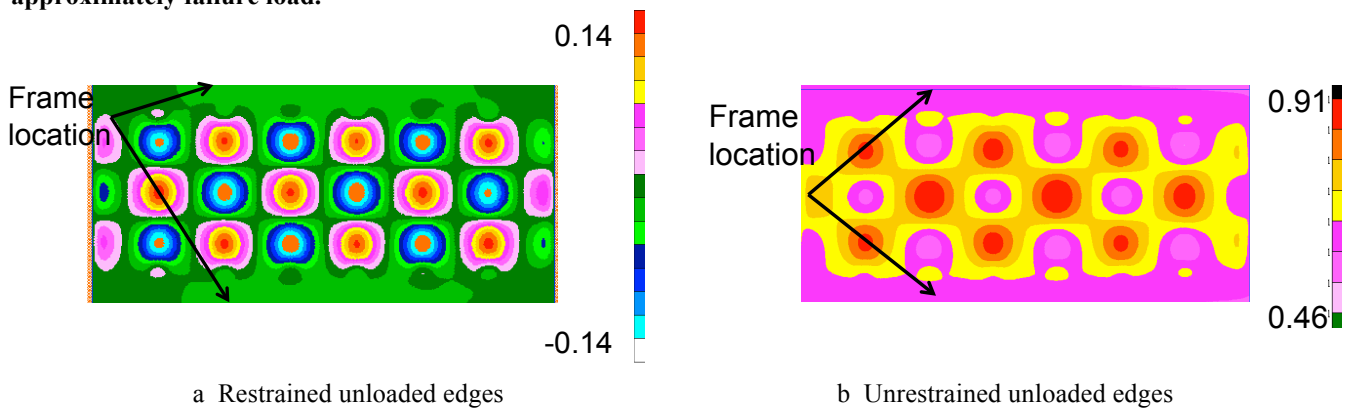 approximately failure load.
0.14
Frame
location
-0.14
a Restrained unloaded edges
Frame
location
0.91
0.46
b Unrestrained unloaded edges